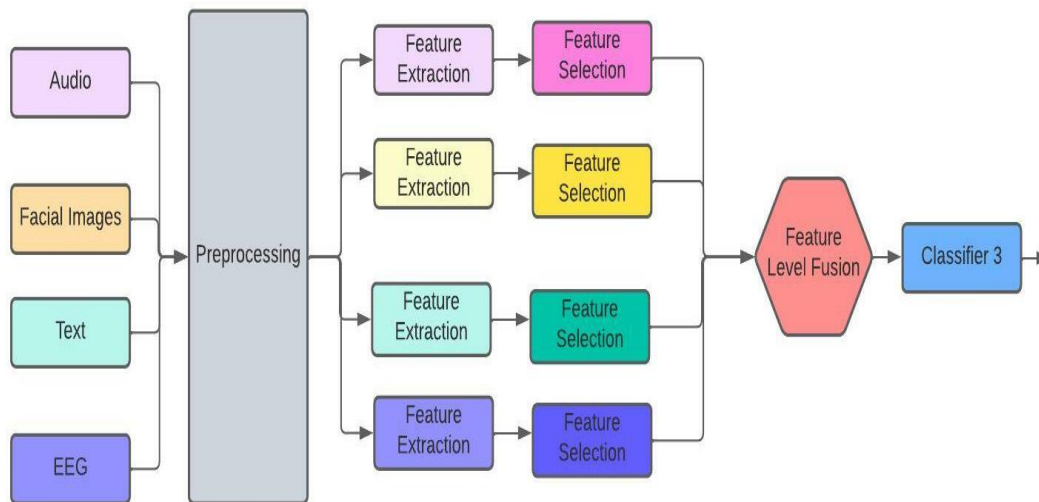 Audio
Facial Images
Text
EEG
Preprocessing
Feature
Extraction
Feature
Selection
Feature
Extraction
Feature
Selection
Feature
Extraction
Feature
Selection
Feature
Extraction
Feature
Selection
Feature
Level Fusion
Classifier 3